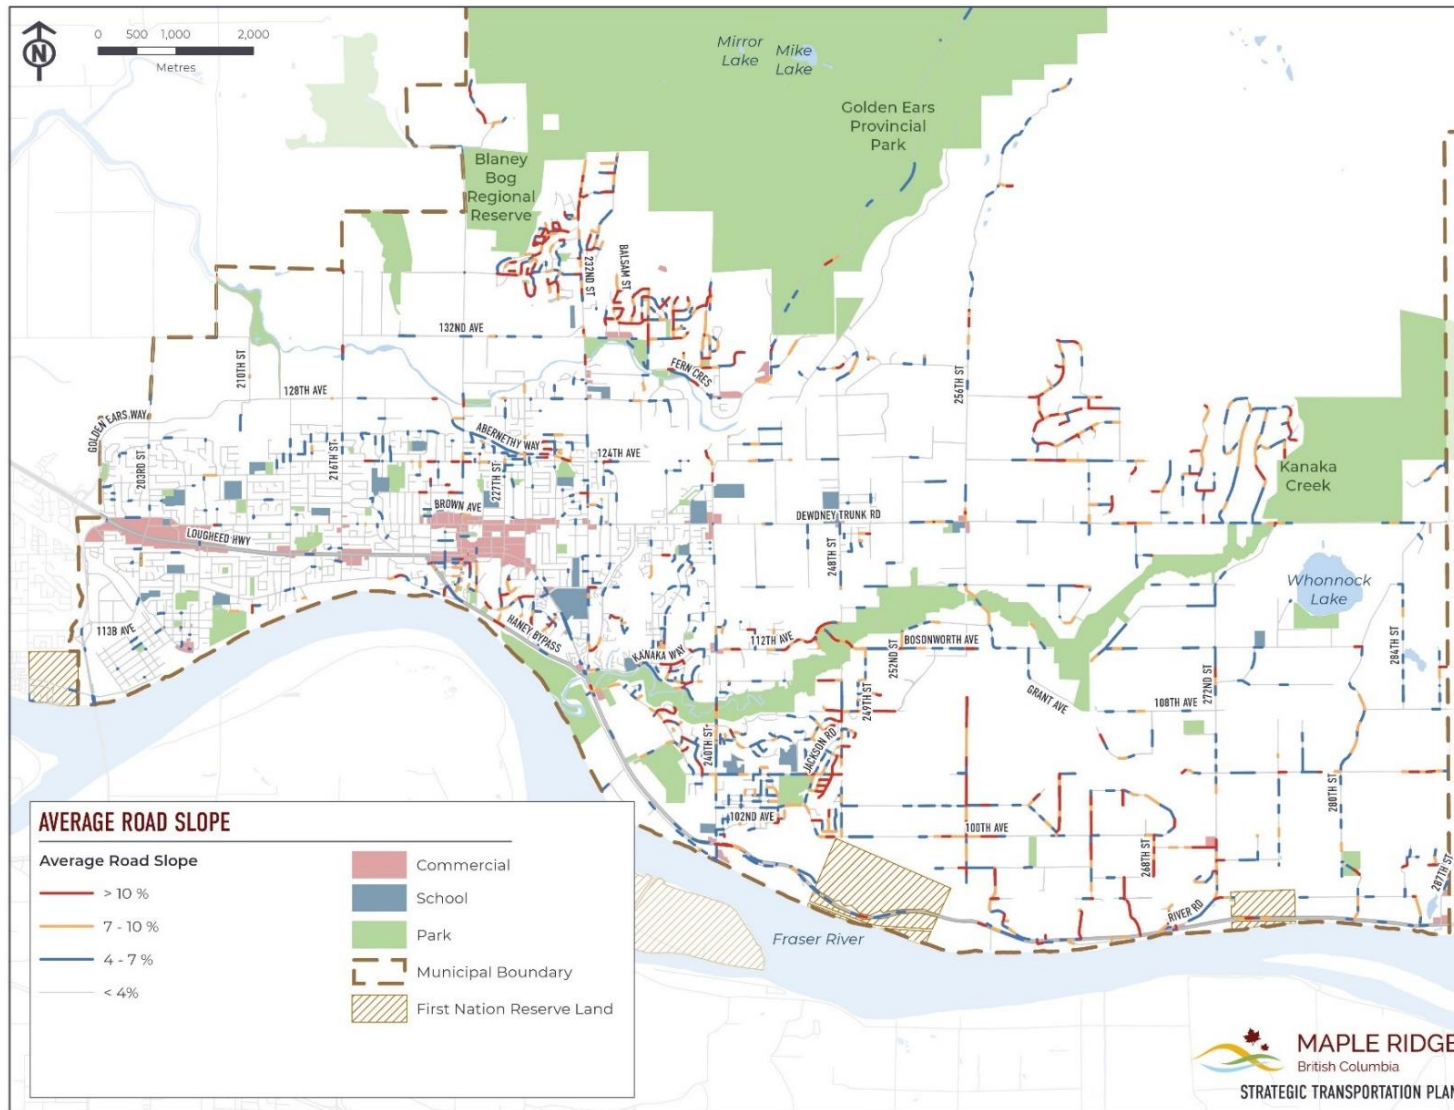 N
0 500 1,000 2,000
Metres
Mirror
Lake
Mike
Lake
Golden Ears
Provincial
Park
Blaney
Bog
Regional
Reserve
232ND ST
BALSAM ST
132ND AVE
210TH ST
FERN CRES
128TH AVE
256TH ST
GOLDEN EARS WAY
ABERNETHY WAY
203RD ST
216TH ST
227TH ST
124TH AVE
Kanaka
Creek
BROWN AVE
DEWDNEY TRUNK RD
LOUGHEED HWY
248TH ST
Whonnock
Lake
113B AVE
HANEY BYPASS
112TH AVE
BOSONWORTH AVE
KANAKA WAY
252ND ST
284TH ST
249TH ST
GRANT AVE
272ND ST
108TH AVE
240TH ST
JACKSON RD
280TH ST
102ND AVE
100TH AVE
268TH ST
287TH ST
RIVER RD
Fraser River
AVERAGE ROAD SLOPE
Average Road Slope
> 10 %
7 - 10 %
4 - 7 %
< 4%
Commercial
School
Park
Municipal Boundary
First Nation Reserve Land
MAPLE RIDGE
British Columbia
STRATEGIC TRANSPORTATION PLAN